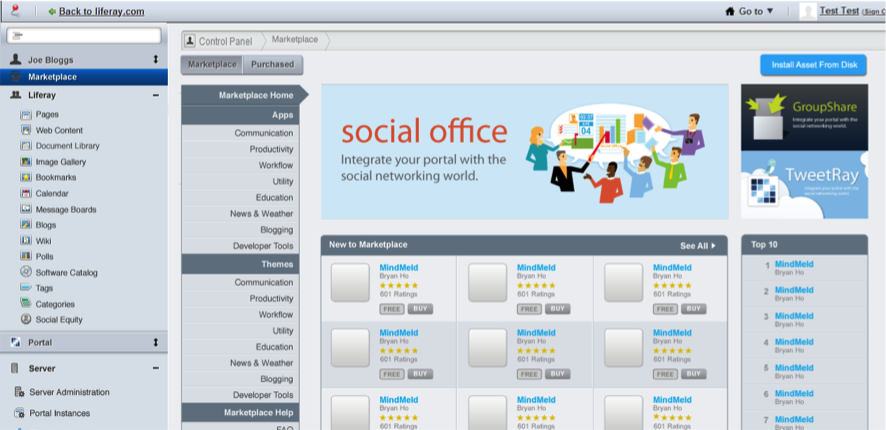 Back to liferay.com
Go to ▼
Test Test (Sign O
Joe Bloggs
Marketplace
Liferay
Pages
Web Content
Document Library
Image Gallery
Bookmarks
Calendar
Message Boards
Blogs
Wiki
Polls
Software Catalog
Tags
Categories
Social Equity
Portal
Server
Server Administration
Portal Instances
Control Panel
Marketplace
Marketplace
Purchased
Install Asset From Disk
Marketplace Home
Apps
Communication
Productivity
Workflow
Utility
Education
News & Weather
Blogging
Developer Tools
Themes
Communication
Productivity
Workflow
Utility
Education
News & Weather
Blogging
Developer Tools
Marketplace Help
FAQ
social office
Integrate your portal with the
social networking world.
04
GroupShare
Integrate your portal with the
social networking world.
TweetRay
Integrate your portal with the
social networking world.
New to Marketplace
See All
MindMeld
Bryan Ho
601 Ratings
FREE BUY
MindMeld
Bryan Ho
601 Ratings
FREE BUY
MindMeld
Bryan Ho
601 Ratings
FREE BUY
MindMeld
Bryan Ho
601 Ratings
FREE BUY
MindMeld
Bryan Ho
601 Ratings
FREE BUY
MindMeld
Bryan Ho
601 Ratings
FREE BUY
MindMeld
Bryan Ho
601 Ratings
MindMeld
Bryan Ho
601 Ratings
MindMeld
Bryan Ho
601 Ratings
Top 10
1 MindMeld
Bryan Ho
2 MindMeld
Bryan Ho
3 MindMeld
Bryan Ho
4 MindMeld
Bryan Ho
5 MindMeld
Bryan Ho
6 MindMeld
Bryan Ho
7 MindMeld
Bryan Ho